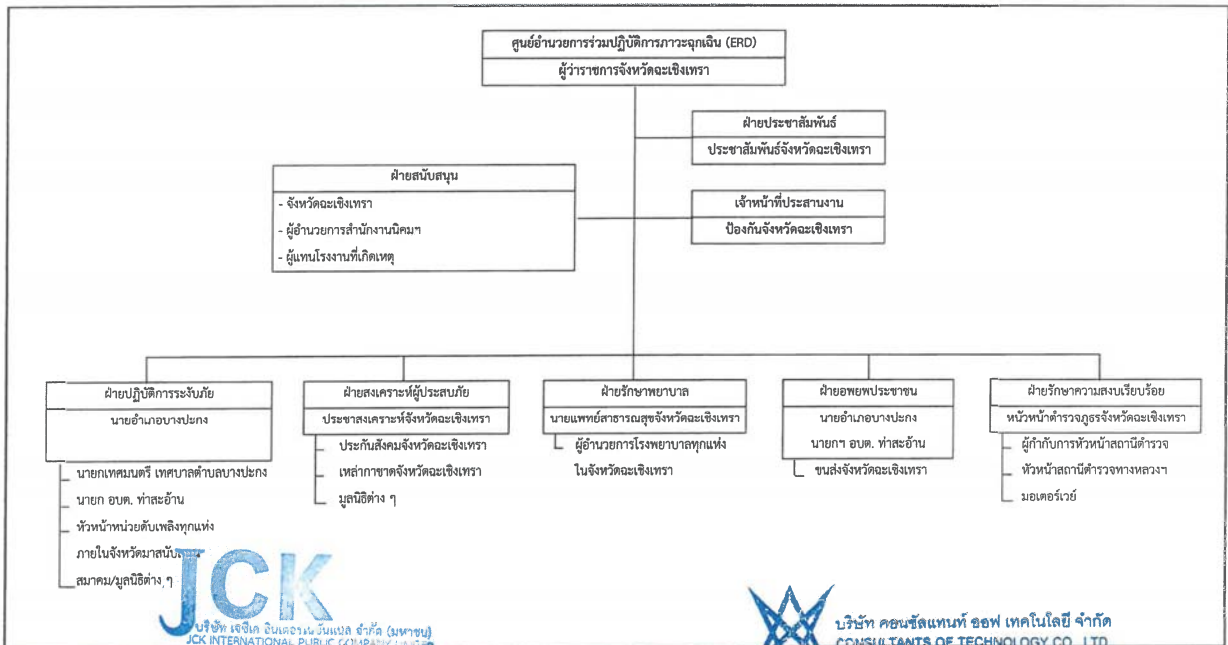 ศูนย์อำนวยการร่วมปฏิบัติการภาวะฉุกเฉิน (ERD)
ผู้ว่าราชการจังหวัดฉะเชิงเทรา
ฝ่ายประชาสัมพันธ์
ประชาสัมพันธ์จังหวัดฉะเชิงเทรา
ฝ่ายสนับสนุน
- จังหวัดฉะเชิงเทรา
- ผู้อำนวยการสำนักงานนิคมฯ
- ผู้แทนโรงงานที่เกิดเหตุ
เจ้าหน้าที่ประสานงาน
ป้องกันจังหวัดฉะเชิงเทรา
ฝ่ายปฏิบัติการระงับภัย
นายอำเภอบางปะกง
นายกเทศมนตรี เทศบาลตำบลบางปะกง
นายก อบต. ท่าสะอ้าน
หัวหน้าหน่วยดับเพลิงทุกแห่ง
ภายในจังหวัดมาสนับสนุน
สมาคม/มูลนิธิต่าง ๆ
ฝ่ายสงเคราะห์ผู้ประสบภัย
ประชาสงเคราะห์จังหวัดฉะเชิงเทรา
ประกันสังคมจังหวัดฉะเชิงเทรา
เหล่ากาชาดจังหวัดฉะเชิงเทรา
มูลนิธิต่าง ๆ
ฝ่ายรักษาพยาบาล
นายแพทย์สาธารณสุขจังหวัดฉะเชิงเทรา
ผู้อำนวยการโรงพยาบาลทุกแห่ง
ในจังหวัดฉะเชิงเทรา
ฝ่ายอพยพประชาชน
นายอำเภอบางปะกง
นายกฯ อบต. ท่าสะอ้าน
ขนส่งจังหวัดฉะเชิงเทรา
ฝ่ายรักษาความสงบเรียบร้อย
หนัวหน้าตำรวจภูธรจังหวัดฉะเชิงเทรา
ผู้กำกับการหัวหน้าสถานีตำรวจ
หัวหน้าสถานีตำรวจทางหลวงฯ
มอเตอร์เวย์
JCK
บริษัท เจซีเค อินเตอร์เนชั่นแนล จำกัด (มหาชน)
JCK INTERNATIONAL PUBLIC COMPANY LIMITED
บริษัท คอนซัลแทนท์ ออฟ เทคโนโลยี จำกัด
CONSULTANTS OF TECHNOLOGY CO., LTD.